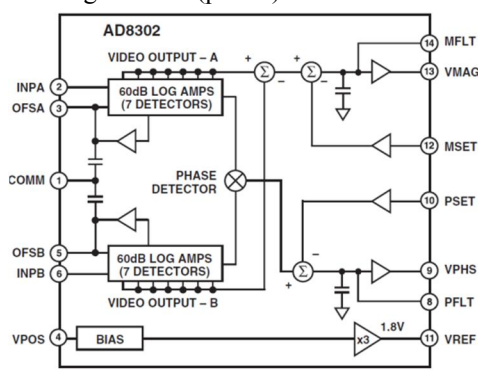 AD8302
VIDEO OUTPUT – A
INPA 2
OFSA 3
60dB LOG AMPS
(7 DETECTORS)
+
Σ
–
+
Σ
–
14 MFLT
13 VMAG
12 MSET
COMM 1
PHASE
DETECTOR
10 PSET
–
Σ
+
9 VPHS
8 PFLT
OFSB 5
INPB 6
60dB LOG AMPS
(7 DETECTORS)
VIDEO OUTPUT – B
VPOS 4
BIAS
x3
1.8V
11 VREF